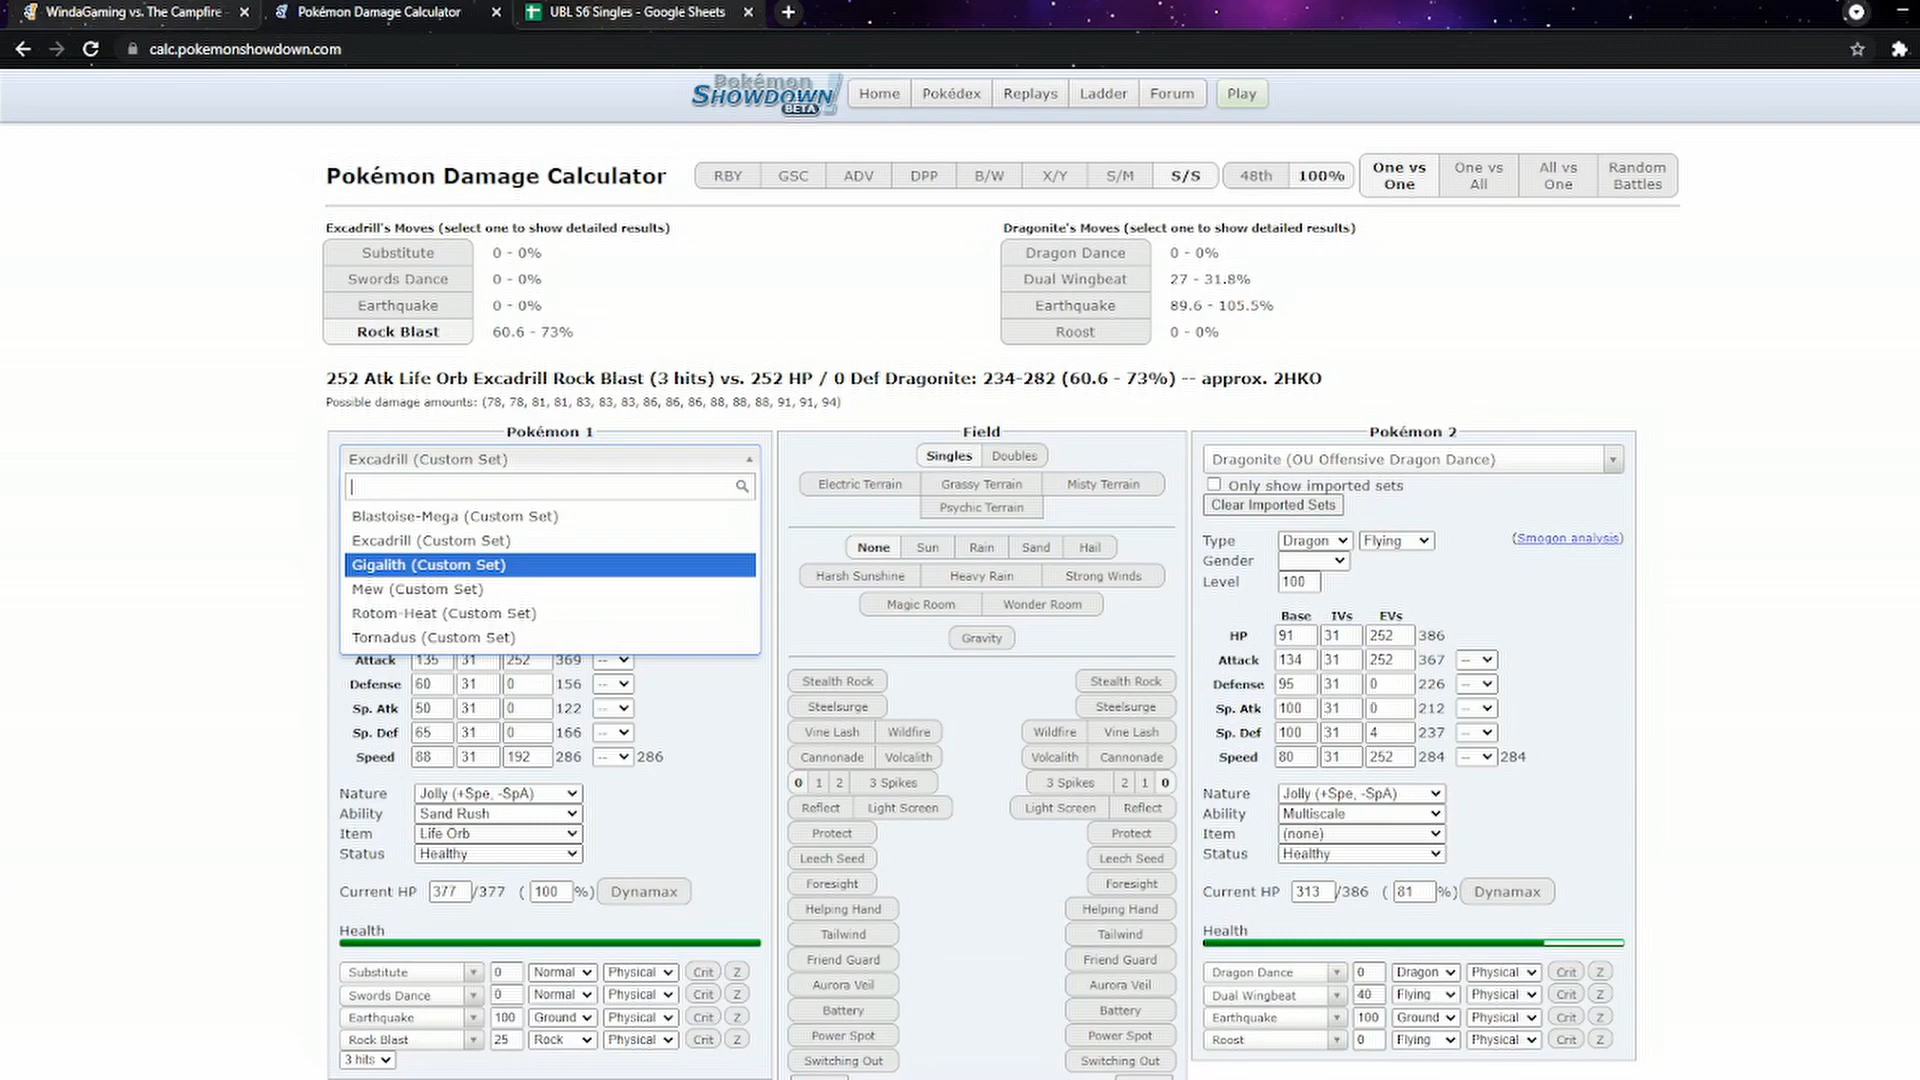 WindaGaming vs. The Campfire -
Pokémon Damage Calculator
UBL S6 Singles - Google Sheets
calc.pokemonshowdown.com
Pokémon SHOWDOWN! BETA
Home Pokédex Replays Ladder Forum Play
Pokémon Damage Calculator
RBY GSC ADV DPP B/W X/Y S/M S/S 48th 100%
One vs One
One vs All
All vs One
Random Battles
Excadrill's Moves (select one to show detailed results)
Substitute 0 - 0%
Swords Dance 0 - 0%
Earthquake 0 - 0%
Rock Blast 60.6 - 73%
Dragonite's Moves (select one to show detailed results)
Dragon Dance 0 - 0%
Dual Wingbeat 27 - 31.8%
Earthquake 89.6 - 105.5%
Roost 0 - 0%
252 Atk Life Orb Excadrill Rock Blast (3 hits) vs. 252 HP / 0 Def Dragonite: 234-282 (60.6 - 73%) -- approx. 2HKO
Possible damage amounts: (78, 78, 81, 81, 83, 83, 83, 86, 86, 86, 88, 88, 88, 91, 91, 94)
Pokémon 1
Excadrill (Custom Set)
Blastoise-Mega (Custom Set)
Excadrill (Custom Set)
Gigalith (Custom Set)
Mew (Custom Set)
Rotom-Heat (Custom Set)
Tornadus (Custom Set)
Attack 135 31 252 369 --
Defense 60 31 0 156 --
Sp. Atk 50 31 0 122 --
Sp. Def 65 31 0 166 --
Speed 88 31 192 286 -- 286
Nature Jolly (+Spe, -SpA)
Ability Sand Rush
Item Life Orb
Status Healthy
Current HP 377 /377 ( 100 %) Dynamax
Health
Substitute 0 Normal Physical Crit Z
Swords Dance 0 Normal Physical Crit Z
Earthquake 100 Ground Physical Crit Z
Rock Blast 25 Rock Physical Crit Z
3 hits
Field
Singles Doubles
Electric Terrain Grassy Terrain Misty Terrain
Psychic Terrain
None Sun Rain Sand Hail
Harsh Sunshine Heavy Rain Strong Winds
Magic Room Wonder Room
Gravity
Stealth Rock Stealth Rock
Steelsurge Steelsurge
Vine Lash Wildfire Wildfire Vine Lash
Cannonade Volcalith Volcalith Cannonade
0 1 2 3 Spikes 3 Spikes 2 1 0
Reflect Light Screen Light Screen Reflect
Protect Protect
Leech Seed Leech Seed
Foresight Foresight
Helping Hand Helping Hand
Tailwind Tailwind
Friend Guard Friend Guard
Aurora Veil Aurora Veil
Battery Battery
Power Spot Power Spot
Switching Out Switching Out
Pokémon 2
Dragonite (OU Offensive Dragon Dance)
Only show imported sets
Clear Imported Sets
Type Dragon Flying (Smogon analysis)
Gender
Level 100
Base IVs EVs
HP 91 31 252 386
Attack 134 31 252 367 --
Defense 95 31 0 226 --
Sp. Atk 100 31 0 212 --
Sp. Def 100 31 4 237 --
Speed 80 31 252 284 -- 284
Nature Jolly (+Spe, -SpA)
Ability Multiscale
Item (none)
Status Healthy
Current HP 313 /386 ( 81 %) Dynamax
Health
Dragon Dance 0 Dragon Physical Crit Z
Dual Wingbeat 40 Flying Physical Crit Z
Earthquake 100 Ground Physical Crit Z
Roost 0 Flying Physical Crit Z